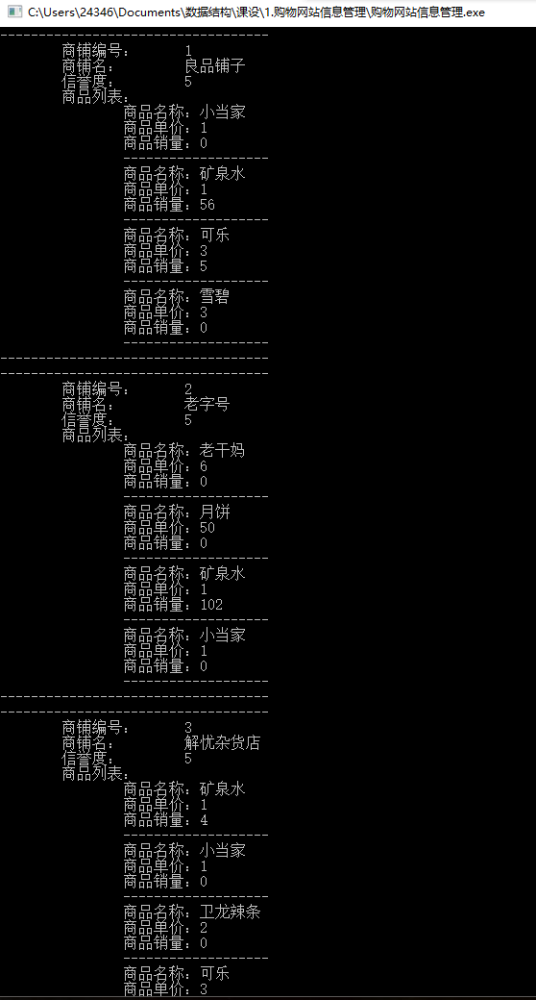 C:\Users\24346\Documents\数据结构\课设\1.购物网站信息管理\购物网站信息管理.exe
-----------------------------------
商铺编号: 1
商铺名: 良品铺子
信誉度: 5
商品列表:
商品名称: 小当家
商品单价: 1
商品销量: 0
-------------------
商品名称: 矿泉水
商品单价: 1
商品销量: 56
-------------------
商品名称: 可乐
商品单价: 3
商品销量: 5
-------------------
商品名称: 雪碧
商品单价: 3
商品销量: 0
-------------------
-----------------------------------
-----------------------------------
商铺编号: 2
商铺名: 老字号
信誉度: 5
商品列表:
商品名称: 老干妈
商品单价: 6
商品销量: 0
-------------------
商品名称: 月饼
商品单价: 50
商品销量: 0
-------------------
商品名称: 矿泉水
商品单价: 1
商品销量: 102
-------------------
商品名称: 小当家
商品单价: 1
商品销量: 0
-------------------
-----------------------------------
-----------------------------------
商铺编号: 3
商铺名: 解忧杂货店
信誉度: 5
商品列表:
商品名称: 矿泉水
商品单价: 1
商品销量: 4
-------------------
商品名称: 小当家
商品单价: 1
商品销量: 0
-------------------
商品名称: 卫龙辣条
商品单价: 2
商品销量: 0
-------------------
商品名称: 可乐
商品单价: 3